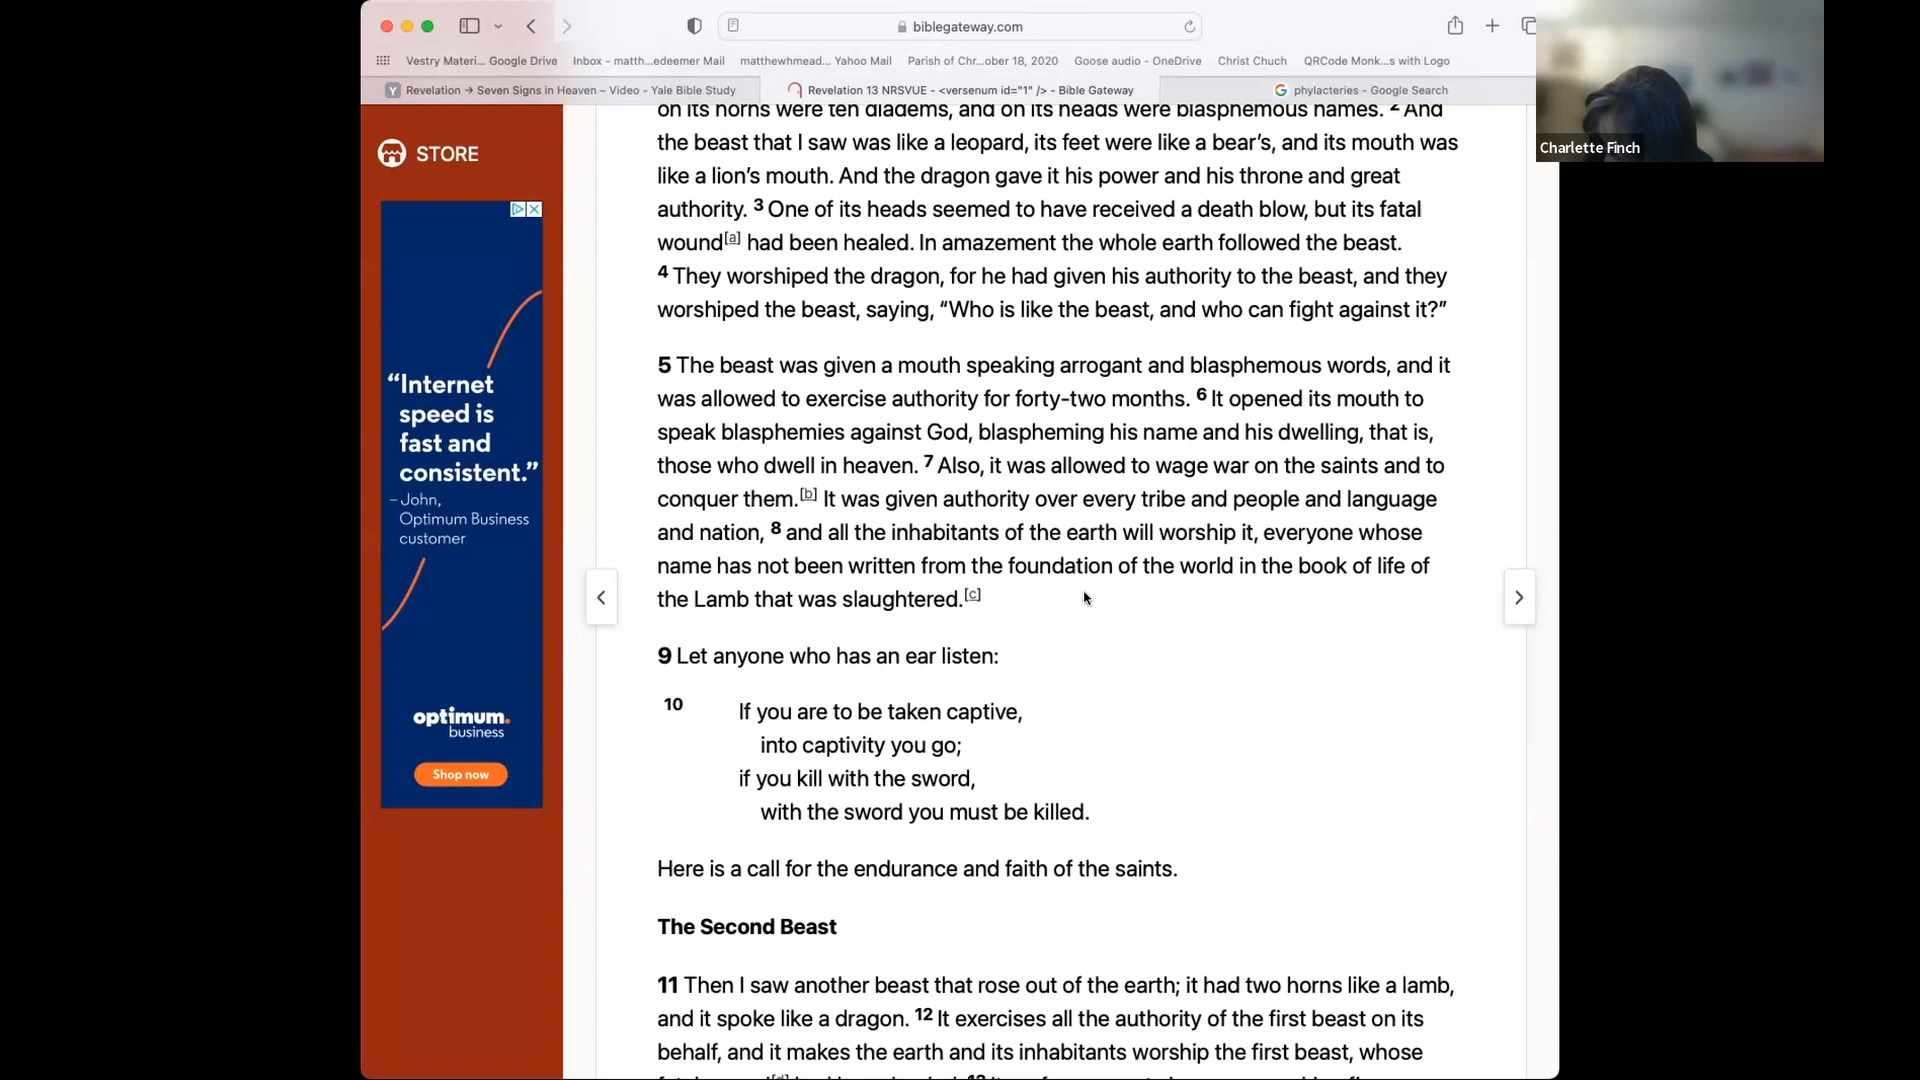 biblegateway.com
Vestry Materi... Google Drive
Inbox - matth...edeemer Mail
matthewhmead... Yahoo Mail
Parish of Chr...ober 18, 2020
Goose audio - OneDrive
Christ Chuch
QRCode Monk...s with Logo
Y Revelation → Seven Signs in Heaven – Video - Yale Bible Study
Revelation 13 NRSVUE - <versenum id="1" /> - Bible Gateway
phylacteries - Google Search
Charlette Finch
STORE
“Internet
speed is
fast and
consistent.”
– John,
Optimum Business
customer
optimum.
business
Shop now
on its horns were ten diadems, and on its heads were blasphemous names. 2 And
the beast that I saw was like a leopard, its feet were like a bear’s, and its mouth was
like a lion’s mouth. And the dragon gave it his power and his throne and great
authority. 3 One of its heads seemed to have received a death blow, but its fatal
wound[a] had been healed. In amazement the whole earth followed the beast.
4 They worshiped the dragon, for he had given his authority to the beast, and they
worshiped the beast, saying, “Who is like the beast, and who can fight against it?”
5 The beast was given a mouth speaking arrogant and blasphemous words, and it
was allowed to exercise authority for forty-two months. 6 It opened its mouth to
speak blasphemies against God, blaspheming his name and his dwelling, that is,
those who dwell in heaven. 7 Also, it was allowed to wage war on the saints and to
conquer them.[b] It was given authority over every tribe and people and language
and nation, 8 and all the inhabitants of the earth will worship it, everyone whose
name has not been written from the foundation of the world in the book of life of
the Lamb that was slaughtered.[c]
9 Let anyone who has an ear listen:
10 If you are to be taken captive,
into captivity you go;
if you kill with the sword,
with the sword you must be killed.
Here is a call for the endurance and faith of the saints.
The Second Beast
11 Then I saw another beast that rose out of the earth; it had two horns like a lamb,
and it spoke like a dragon. 12 It exercises all the authority of the first beast on its
behalf, and it makes the earth and its inhabitants worship the first beast, whose